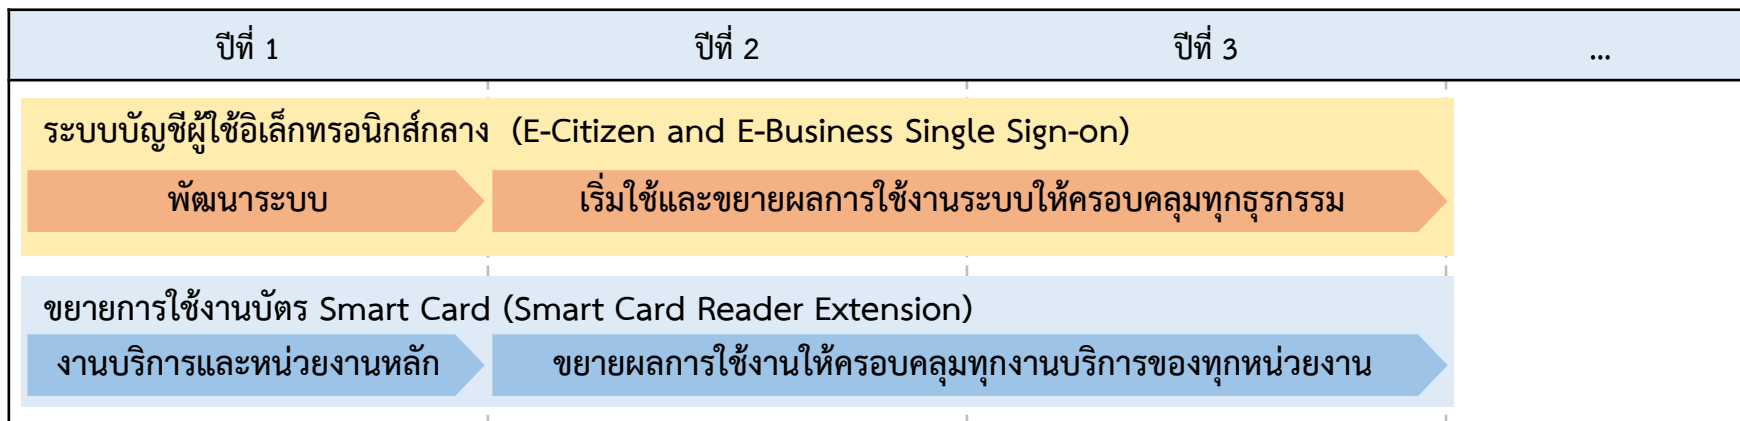 ปีที่ 1 ปีที่ 2 ปีที่ 3 ...
ระบบบัญชีผู้ใช้อิเล็กทรอนิกส์กลาง (E-Citizen and E-Business Single Sign-on)
พัฒนาระบบ เริ่มใช้และขยายผลการใช้งานระบบให้ครอบคลุมทุกธุรกรรม
ขยายการใช้งานบัตร Smart Card (Smart Card Reader Extension)
งานบริการและหน่วยงานหลัก ขยายผลการใช้งานให้ครอบคลุมทุกงานบริการของทุกหน่วยงาน